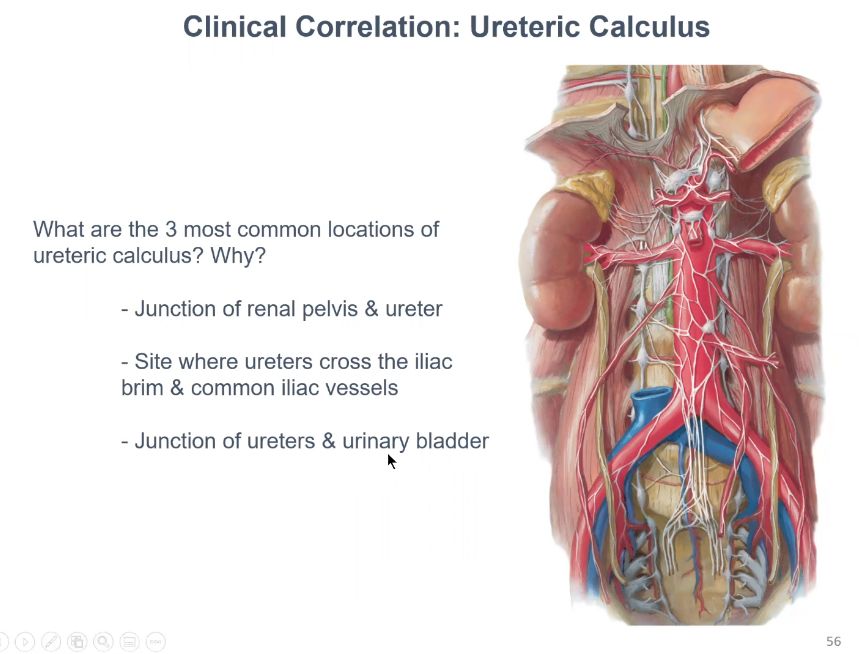 Clinical Correlation: Ureteric Calculus
What are the 3 most common locations of
ureteric calculus? Why?
- Junction of renal pelvis & ureter
- Site where ureters cross the iliac
brim & common iliac vessels
- Junction of ureters & urinary bladder
56